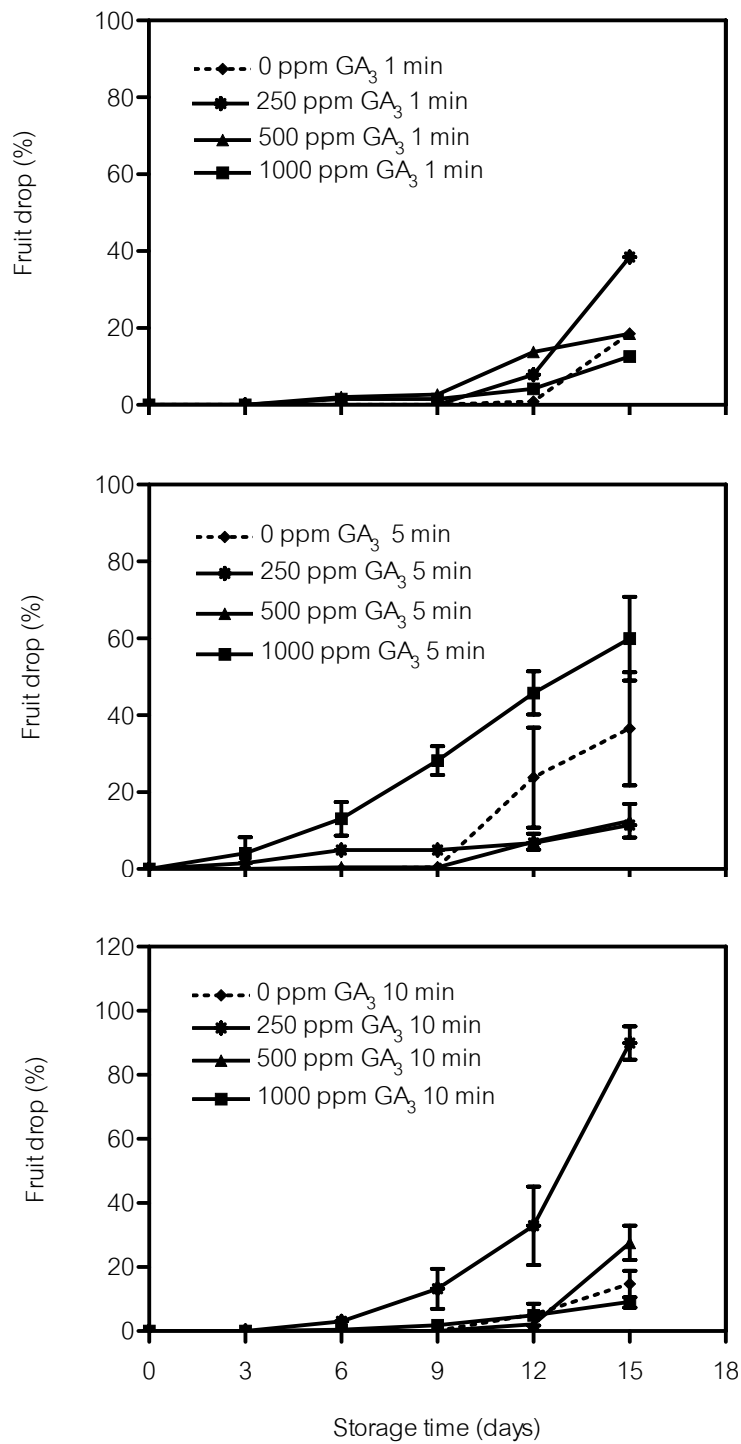 100
80
60
40
20
0
Fruit drop (%)
0 ppm GA3 1 min
250 ppm GA3 1 min
500 ppm GA3 1 min
1000 ppm GA3 1 min
100
80
60
40
20
0
Fruit drop (%)
0 ppm GA3 5 min
250 ppm GA3 5 min
500 ppm GA3 5 min
1000 ppm GA3 5 min
120
100
80
60
40
20
0
Fruit drop (%)
0 ppm GA3 10 min
250 ppm GA3 10 min
500 ppm GA3 10 min
1000 ppm GA3 10 min
0 3 6 9 12 15 18
Storage time (days)